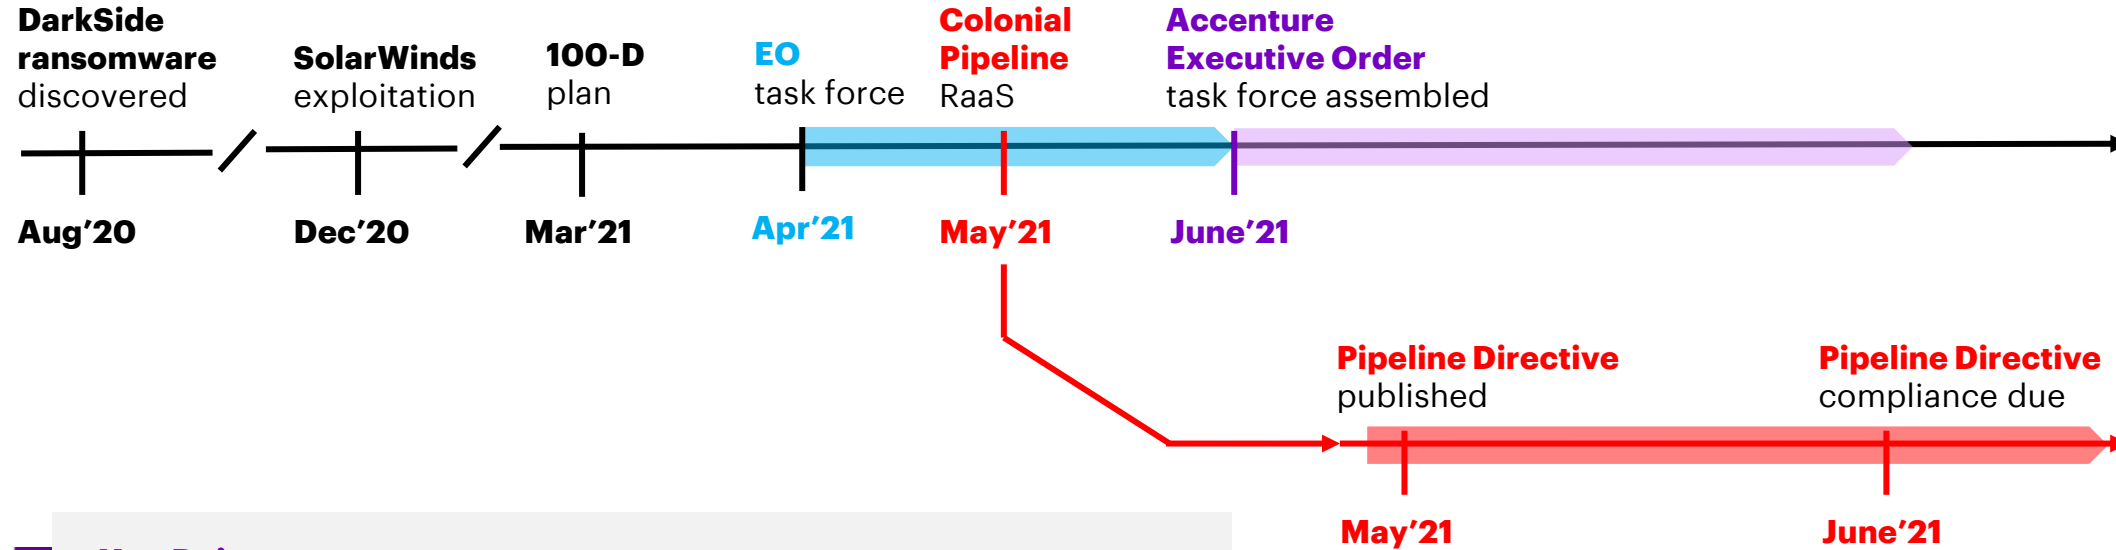 DarkSide
ransomware
discovered
SolarWinds
exploitation
100-D
plan
EO
task force
Colonial
Pipeline
RaaS
Accenture
Executive Order
task force assembled
Aug’20
Dec’20
Mar’21
Apr’21
May’21
June’21
Pipeline Directive
published
Pipeline Directive
compliance due
May’21
June’21